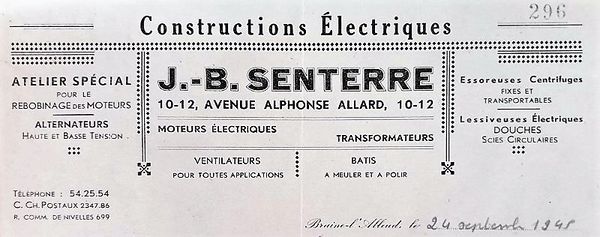 296
Constructions Électriques
ATELIER SPÉCIAL
POUR LE
REBOBINAGE DES MOTEURS
ALTERNATEURS
HAUTE ET BASSE TENSION
J.-B. SENTERRE
10-12, AVENUE ALPHONSE ALLARD, 10-12
MOTEURS ÉLECTRIQUES
TRANSFORMATEURS
VENTILATEURS
POUR TOUTES APPLICATIONS
BATIS
A MEULER ET A POLIR
Essoreuses Centrifuges
FIXES ET
TRANSPORTABLES
Lessiveuses Électriques
DOUCHES
SCIES CIRCULAIRES
TÉLÉPHONE : 54.25.54
C. CH. POSTAUX 2347.86
R. COMM. DE NIVELLES 699
Braine-l'Alleud, le 24 septembre 1948